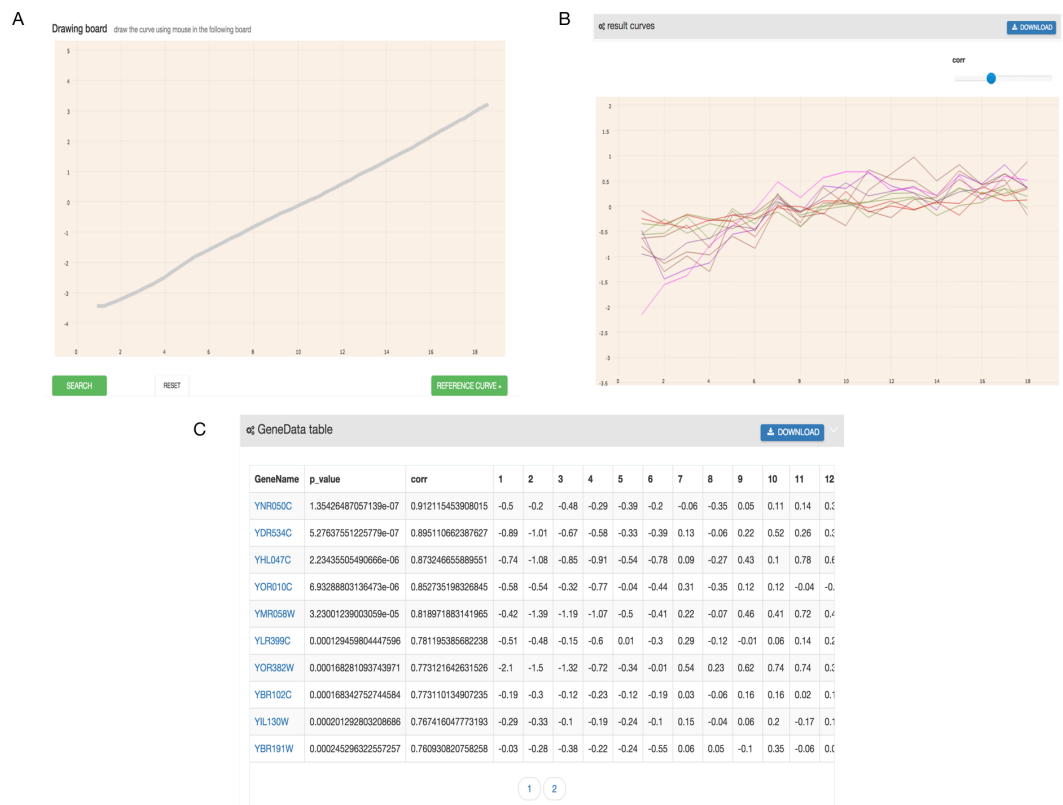 A
Drawing board draw the curve using mouse in the following board
5
4
3
2
1
0
-1
-2
-3
-4
0 2 4 6 8 10 12 14 16 18
SEARCH RESET REFERENCE CURVE
B
result curves DOWNLOAD
corr
2
1.5
1
0.5
0
-0.5
-1
-1.5
-2
-2.5
-3
-3.5
0 2 4 6 8 10 12 14 16 18
C
GeneData table DOWNLOAD
GeneName p_value corr 1 2 3 4 5 6 7 8 9 10 11 12
YNR050C 1.35426487057139e-07 0.912115453908015 -0.5 -0.2 -0.48 -0.29 -0.39 -0.2 -0.06 -0.35 0.05 0.11 0.14
YDR534C 5.27637551225779e-07 0.895110662387627 -0.89 -1.01 -0.67 -0.58 -0.33 -0.39 0.13 -0.06 0.22 0.52 0.26
YHL047C 2.23435505490666e-06 0.873246655889551 -0.74 -1.08 -0.85 -0.91 -0.54 -0.78 0.09 -0.27 0.43 0.1 0.78
YOR010C 6.93288803136473e-06 0.852735198326845 -0.58 -0.54 -0.32 -0.77 -0.04 -0.44 0.31 -0.35 0.12 0.12 -0.04
YMR058W 3.23001239003059e-05 0.818971883141965 -0.42 -1.39 -1.19 -1.07 -0.5 -0.41 0.22 -0.07 0.46 0.41 0.72
YLR399C 0.000129459804447596 0.781195385682238 -0.51 -0.48 -0.15 -0.6 0.01 -0.3 0.29 -0.12 -0.01 0.06 0.14
YOR382W 0.000168281093743971 0.773121642631526 -2.1 -1.5 -1.32 -0.72 -0.34 -0.01 0.54 0.23 0.62 0.74 0.74
YBR102C 0.000168342752744584 0.773110134907235 -0.19 -0.3 -0.12 -0.23 -0.12 -0.19 0.03 -0.06 0.16 0.16 0.02
YIL130W 0.000201292803208686 0.767416047773193 -0.29 -0.33 -0.1 -0.19 -0.24 -0.1 0.15 -0.04 0.06 0.2 -0.17
YBR191W 0.000245296322557257 0.760930820758258 -0.03 -0.28 -0.38 -0.22 -0.24 -0.55 0.06 0.05 -0.1 0.35 -0.06
1 2